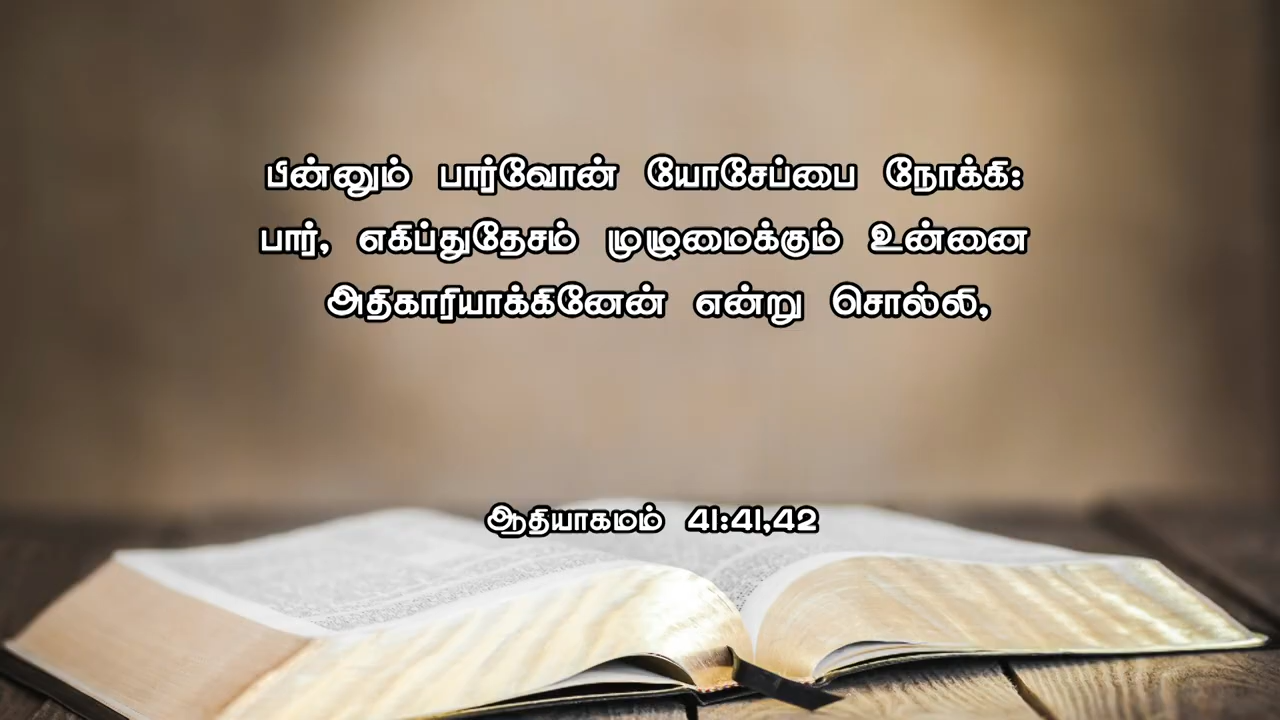 பின்னும் பார்வோன் யோசேப்பை நோக்கி:
பார், எகிப்துதேசம் முழுமைக்கும் உன்னை
அதிகாரியாக்கினேன் என்று சொல்லி,
ஆதியாகமம் 41:41,42